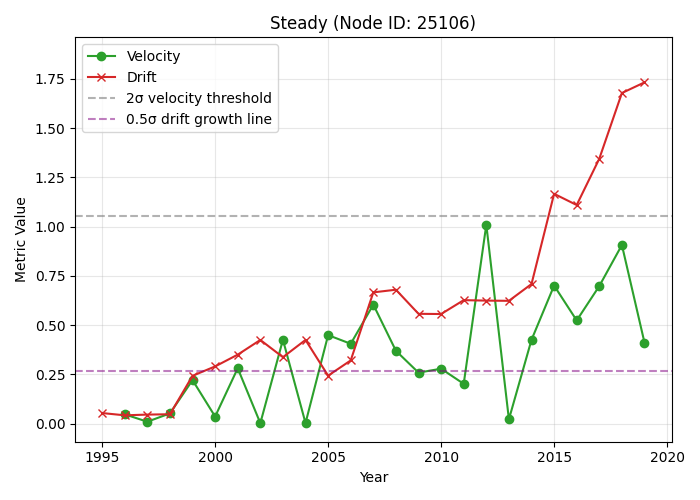 Steady (Node ID: 25106)
Velocity
Drift
2σ velocity threshold
0.5σ drift growth line
Metric Value
1.75
1.50
1.25
1.00
0.75
0.50
0.25
0.00
1995 2000 2005 2010 2015 2020
Year